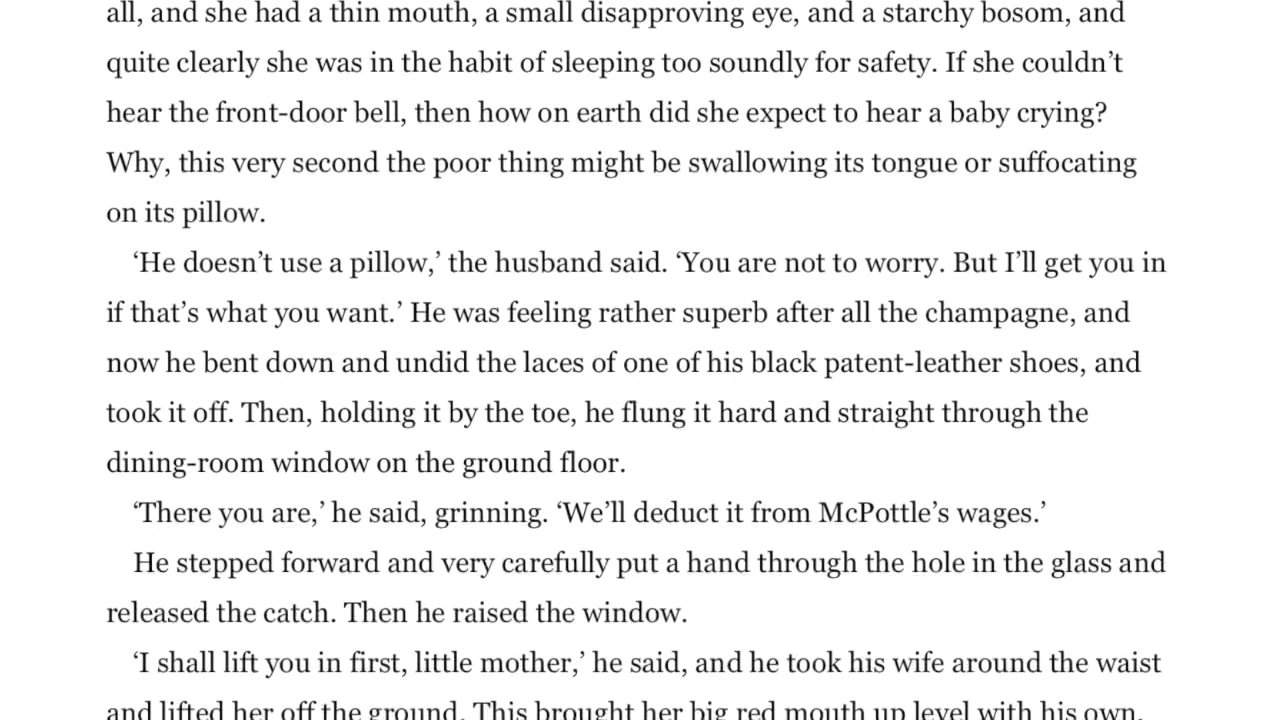 all, and she had a thin mouth, a small disapproving eye, and a starchy bosom, and
quite clearly she was in the habit of sleeping too soundly for safety. If she couldn’t
hear the front-door bell, then how on earth did she expect to hear a baby crying?
Why, this very second the poor thing might be swallowing its tongue or suffocating
on its pillow.
‘He doesn’t use a pillow,’ the husband said. ‘You are not to worry. But I’ll get you in
if that’s what you want.’ He was feeling rather superb after all the champagne, and
now he bent down and undid the laces of one of his black patent-leather shoes, and
took it off. Then, holding it by the toe, he flung it hard and straight through the
dining-room window on the ground floor.
‘There you are,’ he said, grinning. ‘We’ll deduct it from McPottle’s wages.’
He stepped forward and very carefully put a hand through the hole in the glass and
released the catch. Then he raised the window.
‘I shall lift you in first, little mother,’ he said, and he took his wife around the waist
and lifted her off the ground. This brought her big red mouth up level with his own,